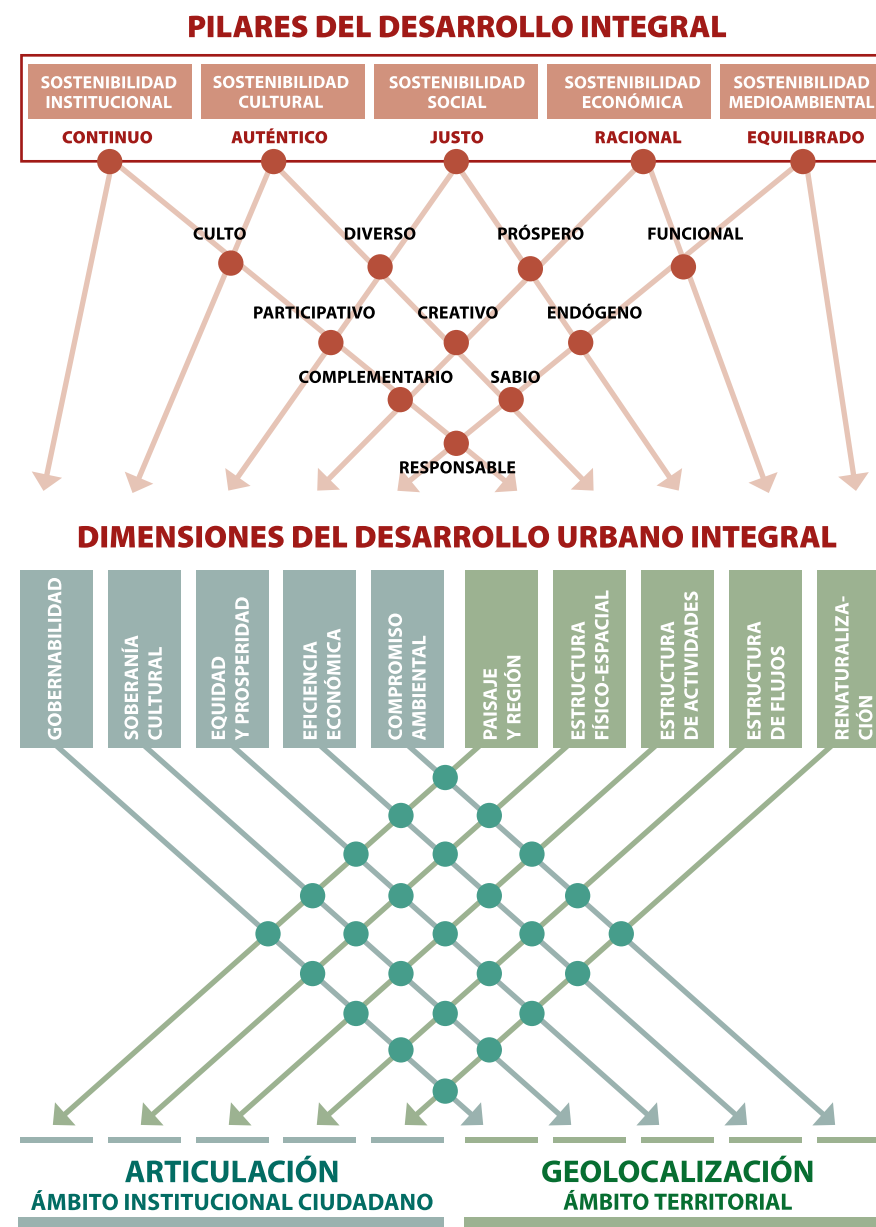 PILARES DEL DESARROLLO INTEGRAL
SOSTENIBILIDAD
INSTITUCIONAL
SOSTENIBILIDAD
CULTURAL
SOSTENIBILIDAD
SOCIAL
SOSTENIBILIDAD
ECONÓMICA
SOSTENIBILIDAD
MEDIOAMBIENTAL
CONTINUO
AUTÉNTICO
JUSTO
RACIONAL
EQUILIBRADO
CULTO
DIVERSO
PRÓSPERO
FUNCIONAL
PARTICIPATIVO
CREATIVO
ENDÓGENO
COMPLEMENTARIO
SABIO
RESPONSABLE
DIMENSIONES DEL DESARROLLO URBANO INTEGRAL
GOBERNABILIDAD
SOBERANÍA
CULTURAL
EQUIDAD
Y PROSPERIDAD
EFICIENCIA
ECONÓMICA
COMPROMISO
AMBIENTAL
PAISAJE
Y REGIÓN
ESTRUCTURA
FÍSICO-ESPACIAL
ESTRUCTURA
DE ACTIVIDADES
ESTRUCTURA
DE FLUJOS
RENATURALIZA-
CIÓN
ARTICULACIÓN
ÁMBITO INSTITUCIONAL CIUDADANO
GEOLOCALIZACIÓN
ÁMBITO TERRITORIAL